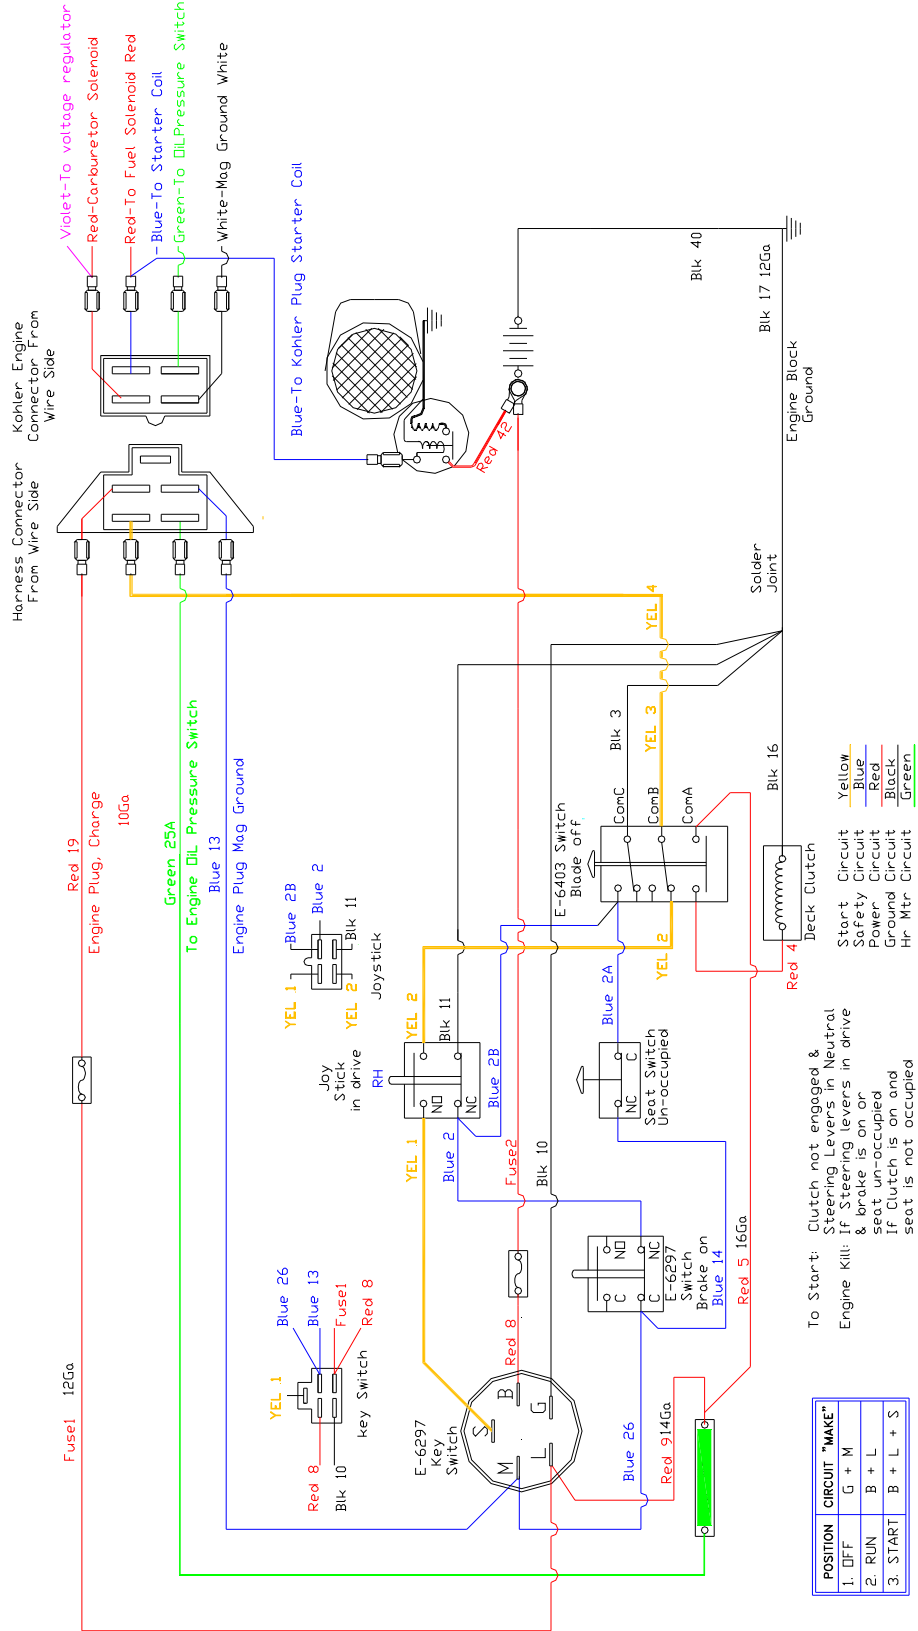 Violet-To voltage regulator
Red-Carburetor Solenoid
Red-To Fuel Solenoid Red
Blue-To Starter Coil
Green-To OiLPressure Switch
White-Mag Ground White
Kohler Engine
Connector From
Wire Side
Harness Connector
From Wire Side
Blue-To Kohler Plug Starter Coil
Red 42
Blk 40
Blk 17 12Ga
Engine Block
Ground
Solder
Joint
YEL 4
YEL 3
Blk 3
Blk 16
ComC
ComB
ComA
E-6403 Switch
Blade off
Deck Clutch
Red 4
YEL 2
Blue 2A
Red 19
Engine Plug, Charge
10Ga
Green 25A
To Engine OiL Pressure Switch
Blue 13
Engine Plug Mag Ground
Blue 2B
Blue 2
Blk 11
YEL 1
YEL 2
Joystick
Joy
Stick
in drive
RH
YEL 2
Blk 11
NO
NC
Blue 2B
YEL 1
Blue 2
Seat Switch
Un-occupied
C
NC
Fuse2
Blk 10
E-6297
Switch
Brake on
NO
NC
C
C
Blue 14
Red 5
16Ga
Blue 26
Blue 13
Fuse1
Red 8
YEL .1
Red 8
Blk 10
key Switch
Fuse1
12Ga
Red 8
E-6297
Key
Switch
B
G
S
M
L
Blue 26
Red 9
14Ga
Start Circuit
Yellow
Safety Circuit
Blue
Power Circuit
Red
Ground Circuit
Black
Hr Mtr Circuit
Green
To Start: Clutch not engaged &
Steering Levers in Neutral
Engine Kill: If Steering levers in drive
& brake is on or
seat un-occupied
If Clutch is on and
seat is not occupied
POSITION CIRCUIT "MAKE"
1. OFF G + M
2. RUN B + L
3. START B + L + S